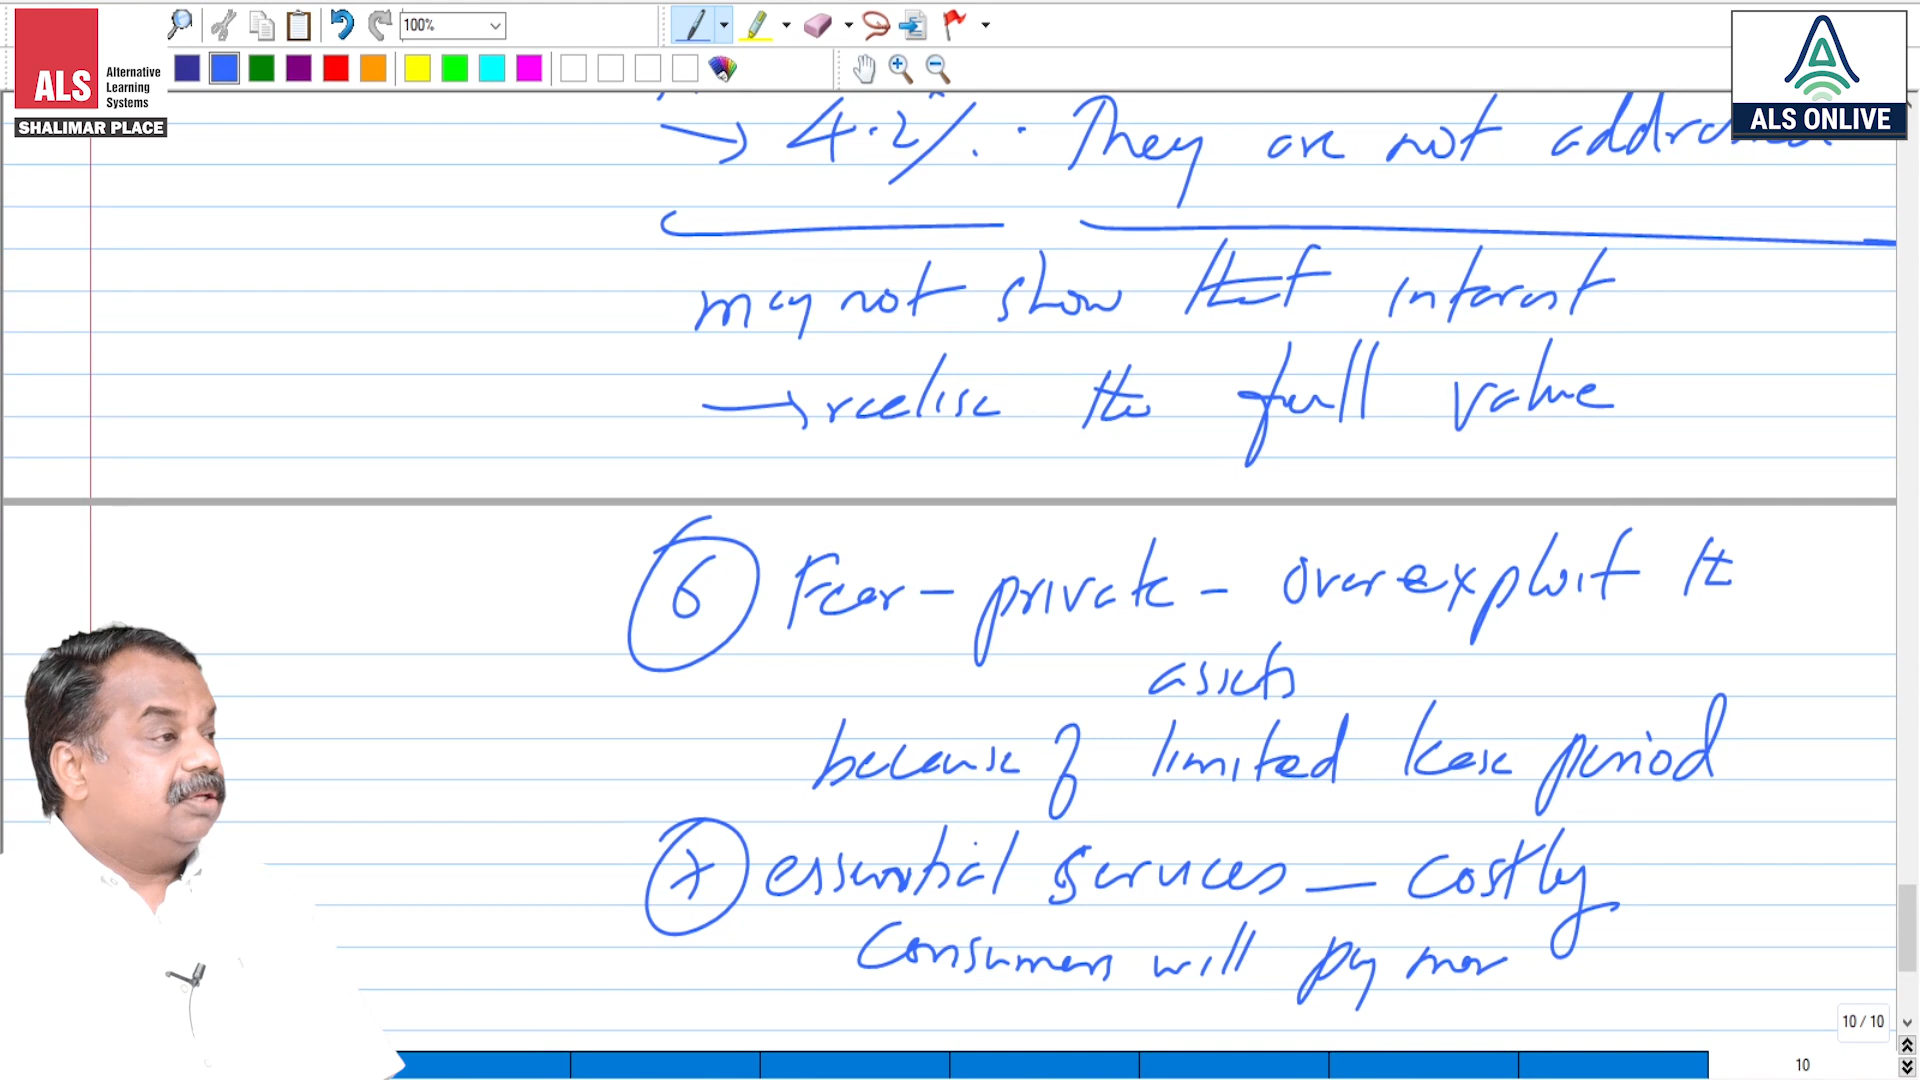 100%
ALS
Alternative
Learning
Systems
SHALIMAR PLACE
ALS ONLIVE
→ 4.2%. They are not addressed
may not show that interest
→ realise the full value
6 Fear - private - over exploit the
assets
because of limited lease period
7 essential services - costly
consumers will pay more
10 / 10
10